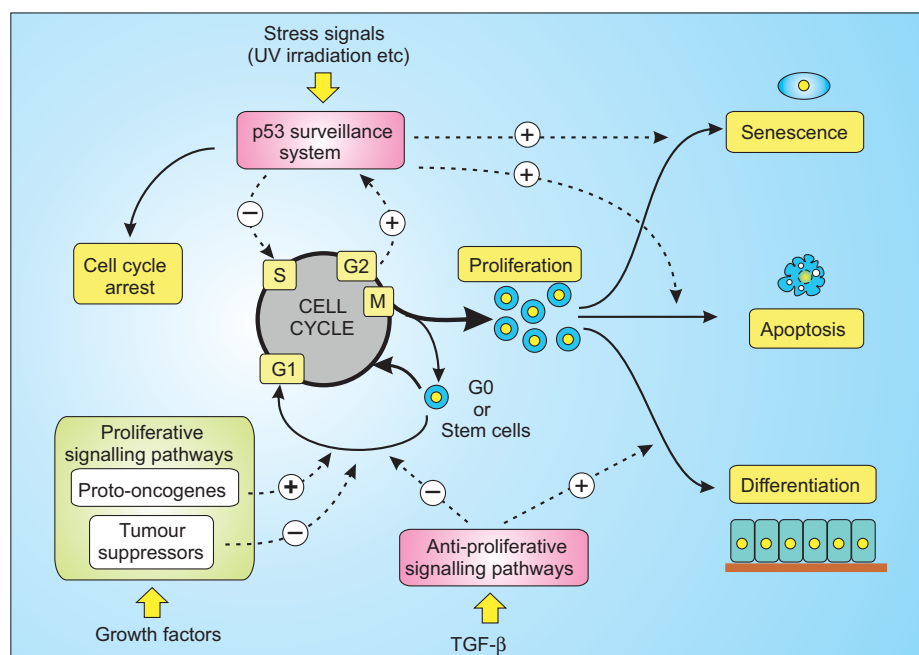 Stress signals
(UV irradiation etc)
p53 surveillance
system
+
+
Senescence
−
+
Cell cycle
arrest
S
G2
M
CELL
CYCLE
G1
Proliferation
Apoptosis
G0
or
Stem cells
Proliferative
signalling pathways
Proto-oncogenes
+
Tumour
suppressors
−
−
+
Differentiation
Anti-proliferative
signalling pathways
Growth factors
TGF-β